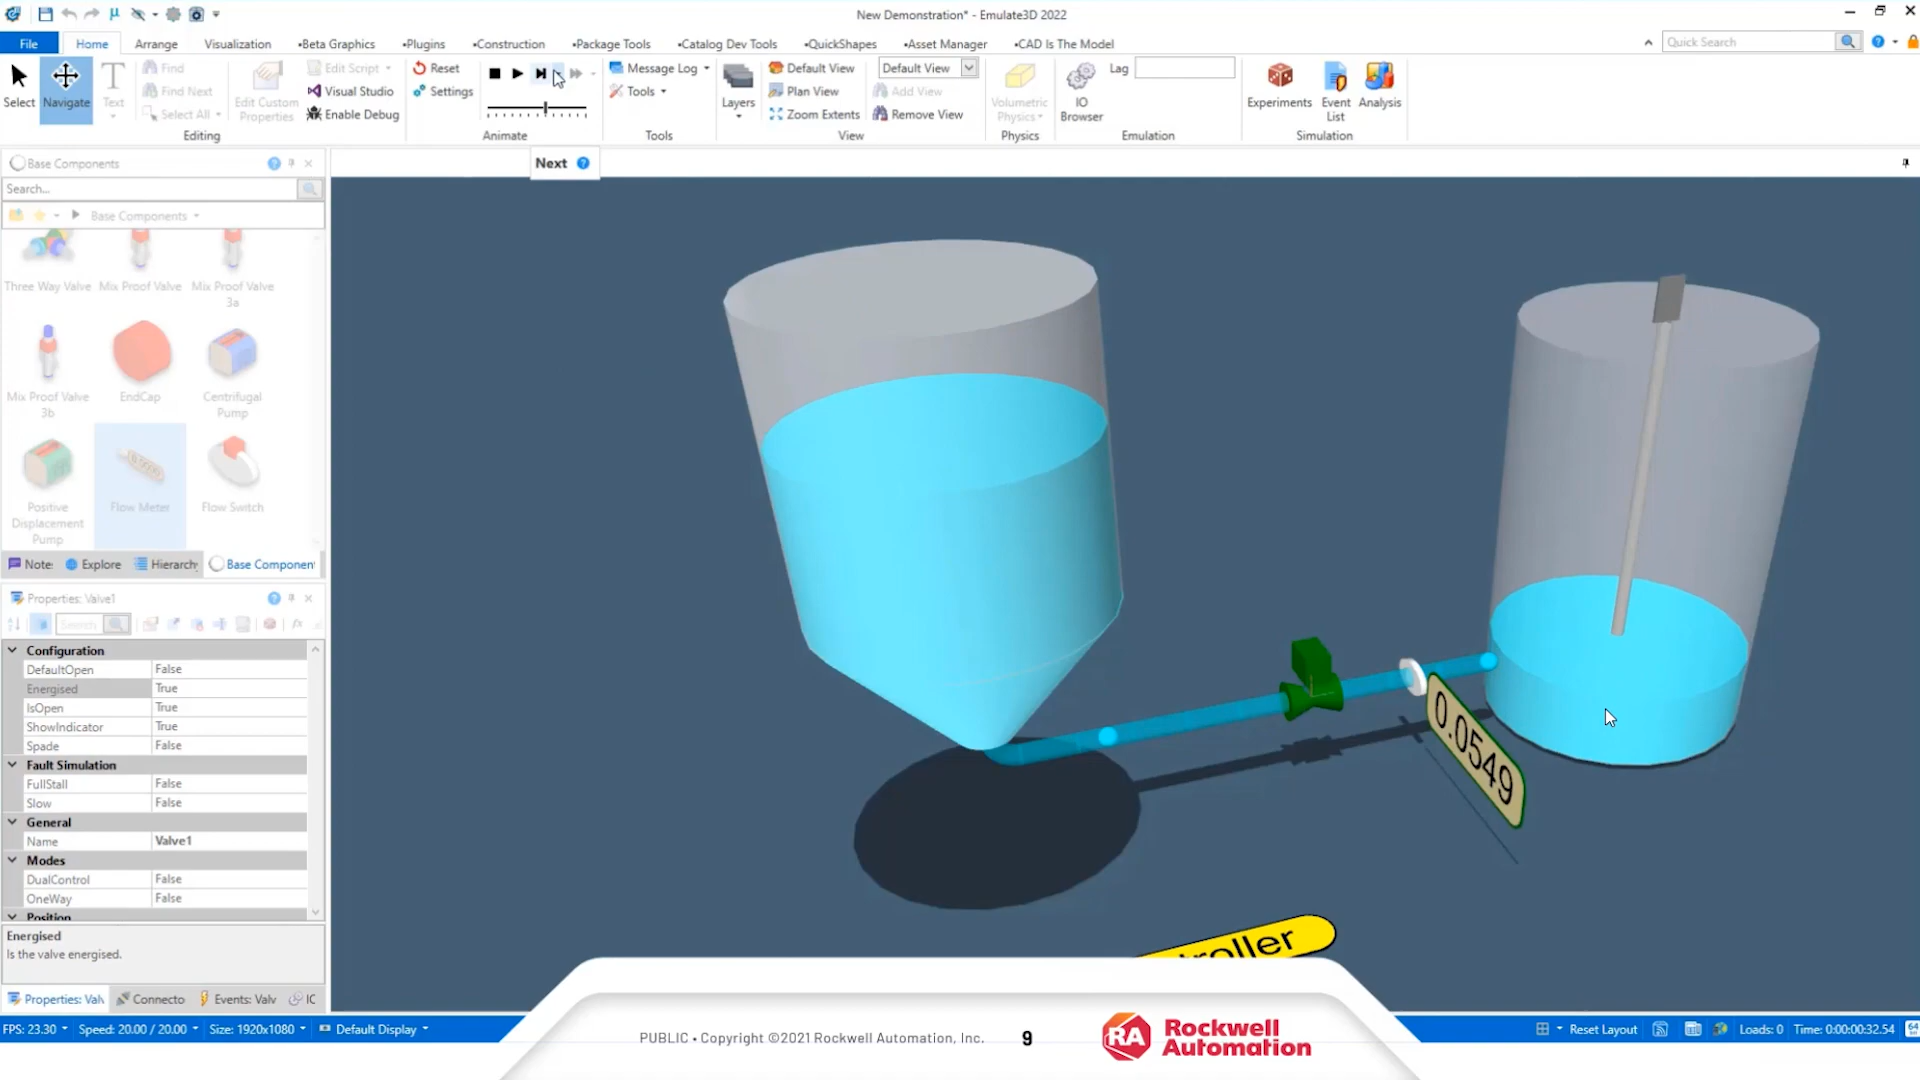 New Demonstration* - Emulate3D 2022
File
Home
Arrange
Visualization
•Beta Graphics
•Plugins
•Construction
•Package Tools
•Catalog Dev Tools
•QuickShapes
•Asset Manager
•CAD Is The Model
Quick Search
Select
Navigate
Text
Find
Find Next
Select All
Editing
Edit Custom
Properties
Edit Script
Visual Studio
Enable Debug
Reset
Settings
Animate
Message Log
Tools
Tools
Layers
Default View
Plan View
Zoom Extents
Default View
Add View
Remove View
View
Volumetric
Physics
Physics
IO
Browser
Lag
Emulation
Experiments
Event
List
Analysis
Simulation
Next
Base Components
Search...
Base Components
Three Way Valve
Mix Proof Valve
Mix Proof Valve
3a
Mix Proof Valve
3b
EndCap
Centrifugal
Pump
Positive
Displacement
Pump
Flow Meter
Flow Switch
Note:
Explore
Hierarchy
Base Component
Properties: Valve1
Search
Configuration
DefaultOpen False
Energised True
IsOpen True
ShowIndicator True
Spade False
Fault Simulation
FullStall False
Slow False
General
Name Valve1
Modes
DualControl False
OneWay False
Position
Energised
Is the valve energised.
Properties: Valv
Connecto
Events: Valv
IC
0.0549
troller
FPS: 23.30
Speed: 20.00 / 20.00
Size: 1920x1080
Default Display
Reset Layout
Loads: 0
Time: 0:00:00:32.54
64
PUBLIC • Copyright ©2021 Rockwell Automation, Inc.
9
RA
Rockwell
Automation